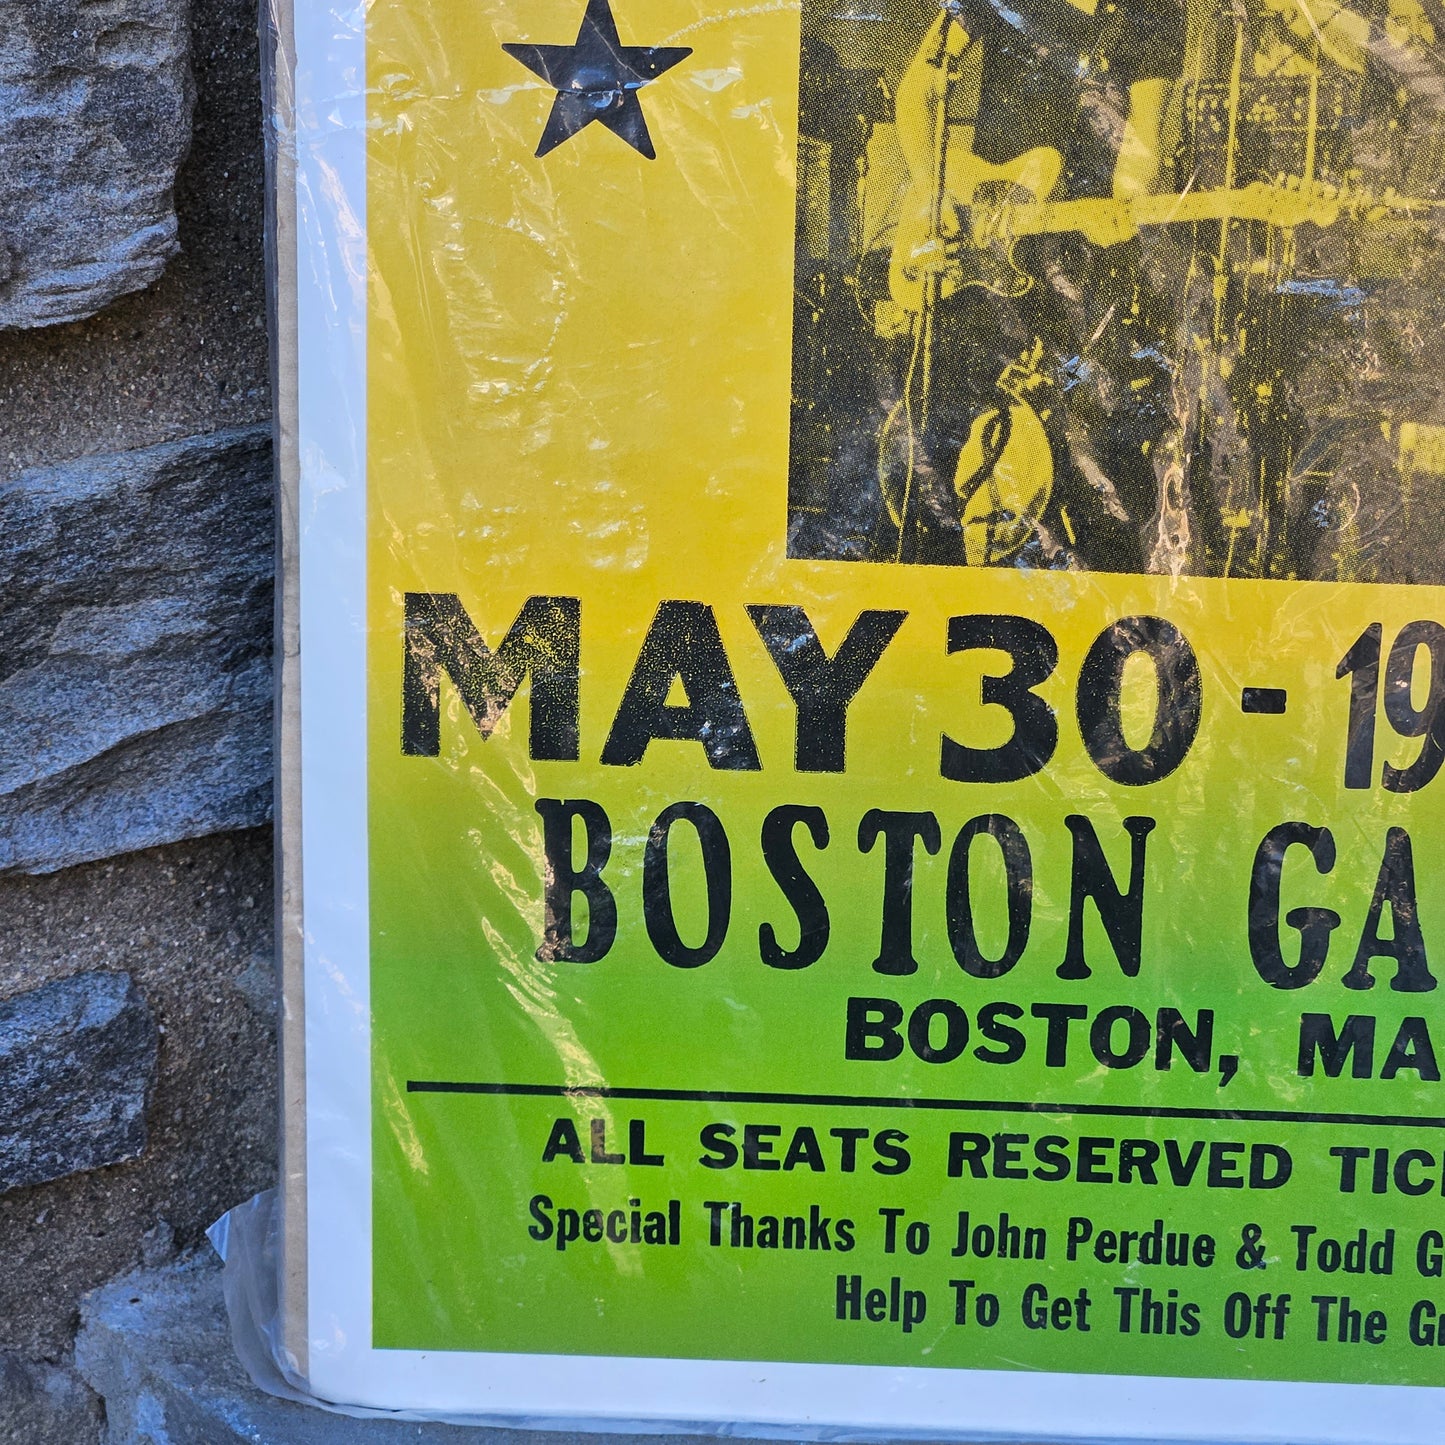 MAY 30 - 19
BOSTON GA
BOSTON, MA
ALL SEATS RESERVED TIC
Special Thanks To John Perdue & Todd G
Help To Get This Off The G